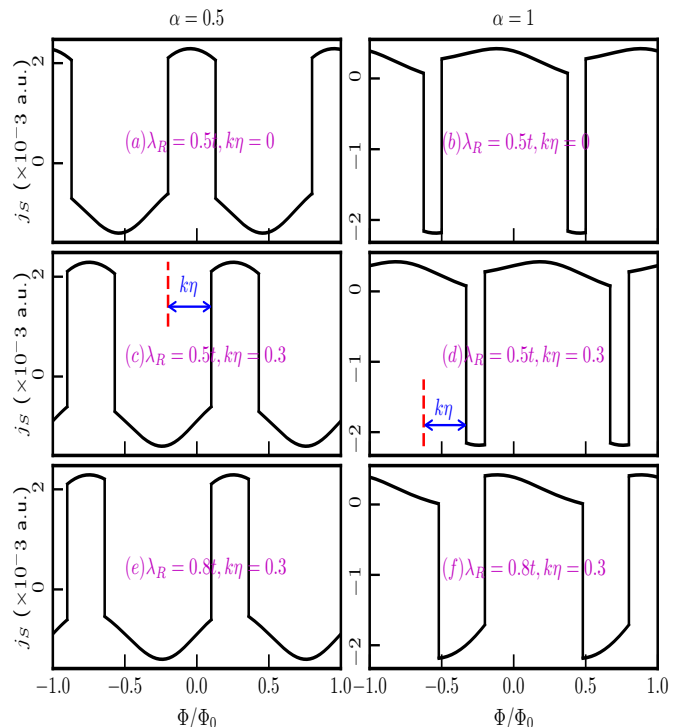 α = 0.5
α = 1
js (×10−3 a.u.)
2
0
(a)λ_R = 0.5t, kη = 0
0
−1
−2
(b)λ_R = 0.5t, kη = 0
js (×10−3 a.u.)
2
0
kη
(c)λ_R = 0.5t, kη = 0.3
0
−1
−2
(d)λ_R = 0.5t, kη = 0.3
kη
js (×10−3 a.u.)
2
0
(e)λ_R = 0.8t, kη = 0.3
0
−1
−2
(f)λ_R = 0.8t, kη = 0.3
−1.0 −0.5 0.0 0.5 1.0
Φ/Φ₀
−1.0 −0.5 0.0 0.5 1.0
Φ/Φ₀